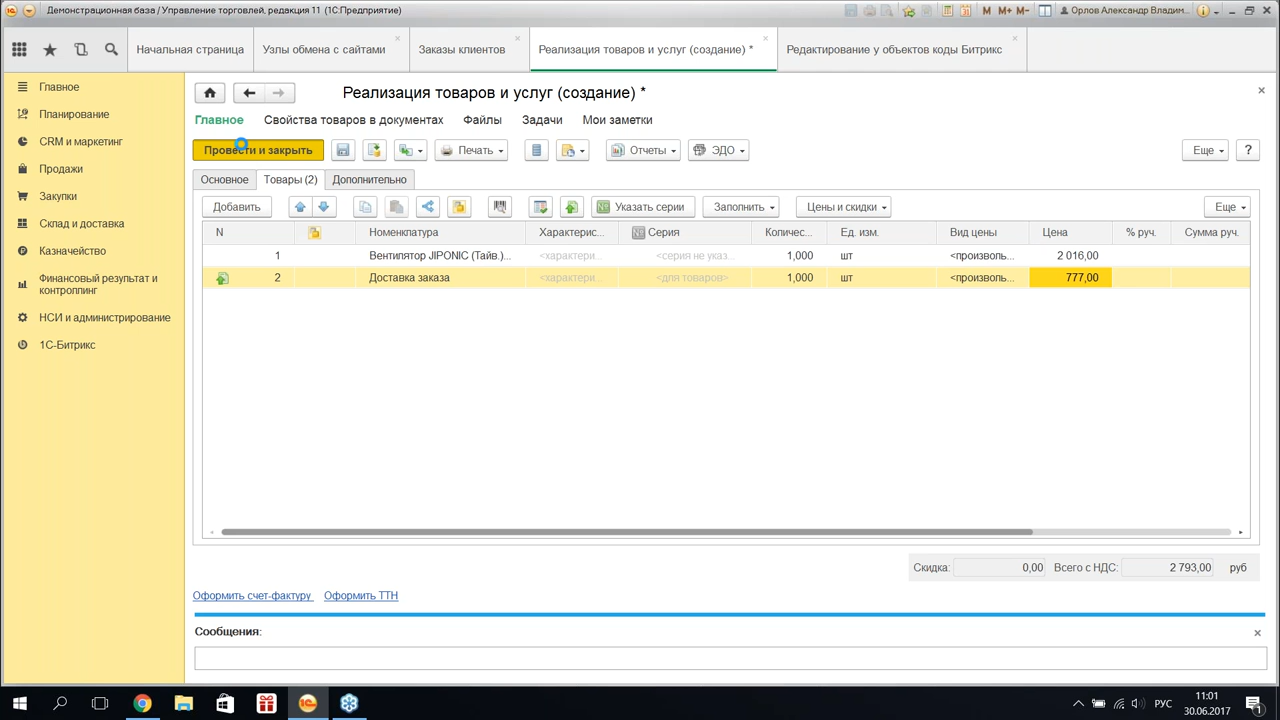 Демонстрационная база / Управление торговлей, редакция 11 (1С:Предприятие)
M M+ M− Орлов Александр Владим...
Начальная страница
Узлы обмена с сайтами
Заказы клиентов
Реализация товаров и услуг (создание) *
Редактирование у объектов коды Битрикс
Главное
Планирование
CRM и маркетинг
Продажи
Закупки
Склад и доставка
Казначейство
Финансовый результат и
контроллинг
НСИ и администрирование
1С-Битрикс
Реализация товаров и услуг (создание) *
Главное Свойства товаров в документах Файлы Задачи Мои заметки
Провести и закрыть Печать Отчеты ЭДО Еще ?
Основное Товары (2) Дополнительно
Добавить Указать серии Заполнить Цены и скидки Еще
N Номенклатура Характерис... Серия Количес... Ед. изм. Вид цены Цена % руч. Сумма руч.
1 Вентилятор JIPONIC (Тайв.)... <характери... <серия не указ... 1,000 шт <произволь... 2 016,00
2 Доставка заказа <характери... <для товаров> 1,000 шт <произволь... 777,00
Скидка: 0,00 Всего с НДС: 2 793,00 руб
Оформить счет-фактуру Оформить ТТН
Сообщения:
РУС
11:01
30.06.2017
1